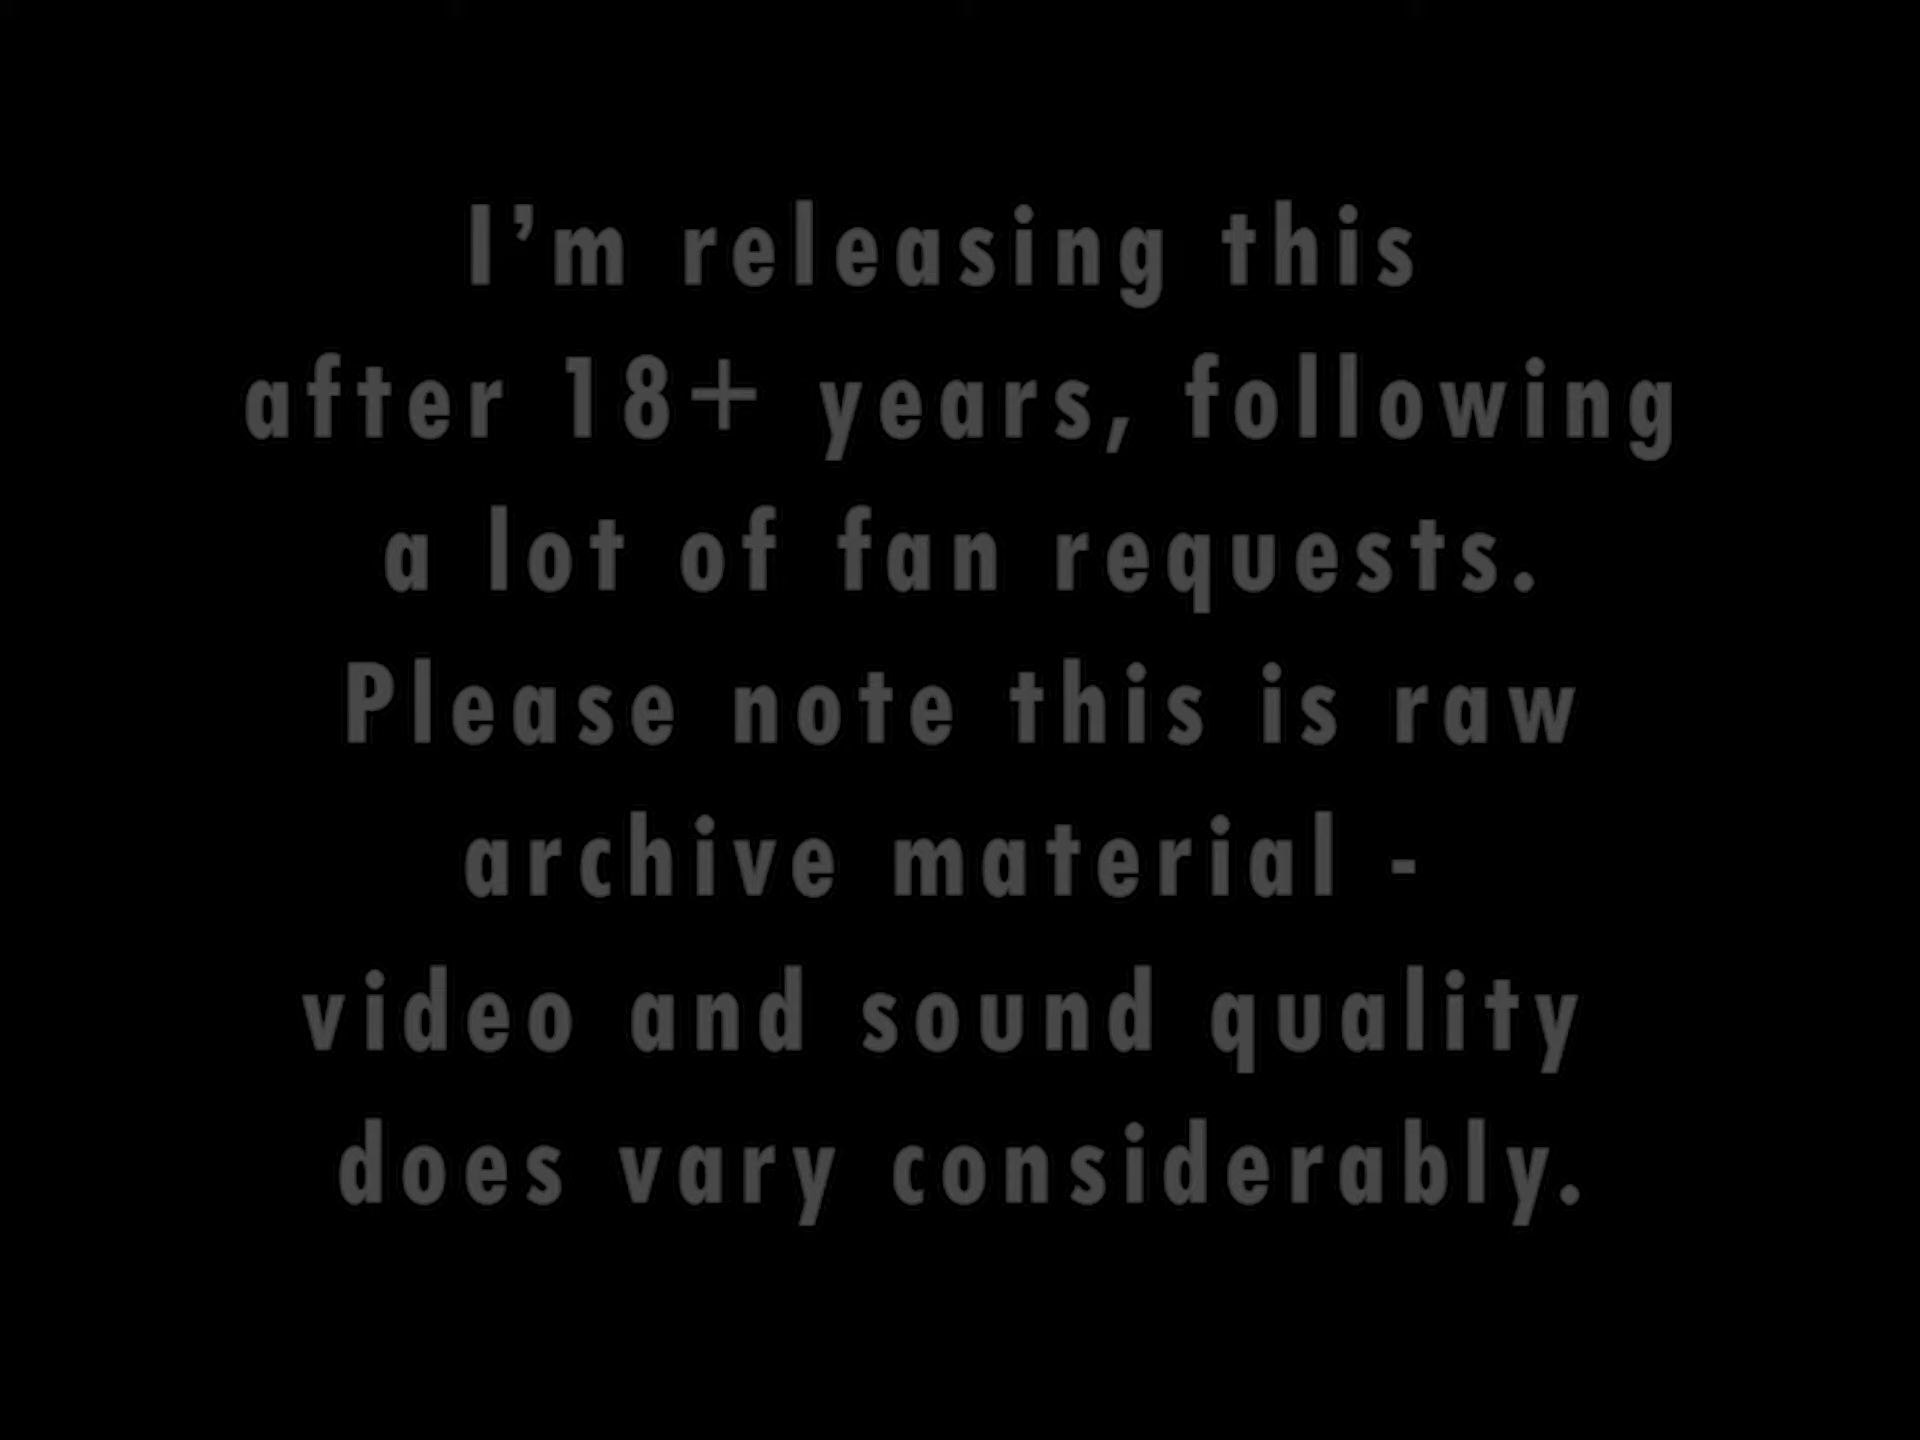 I’m releasing this
after 18+ years, following
a lot of fan requests.
Please note this is raw
archive material -
video and sound quality
does vary considerably.